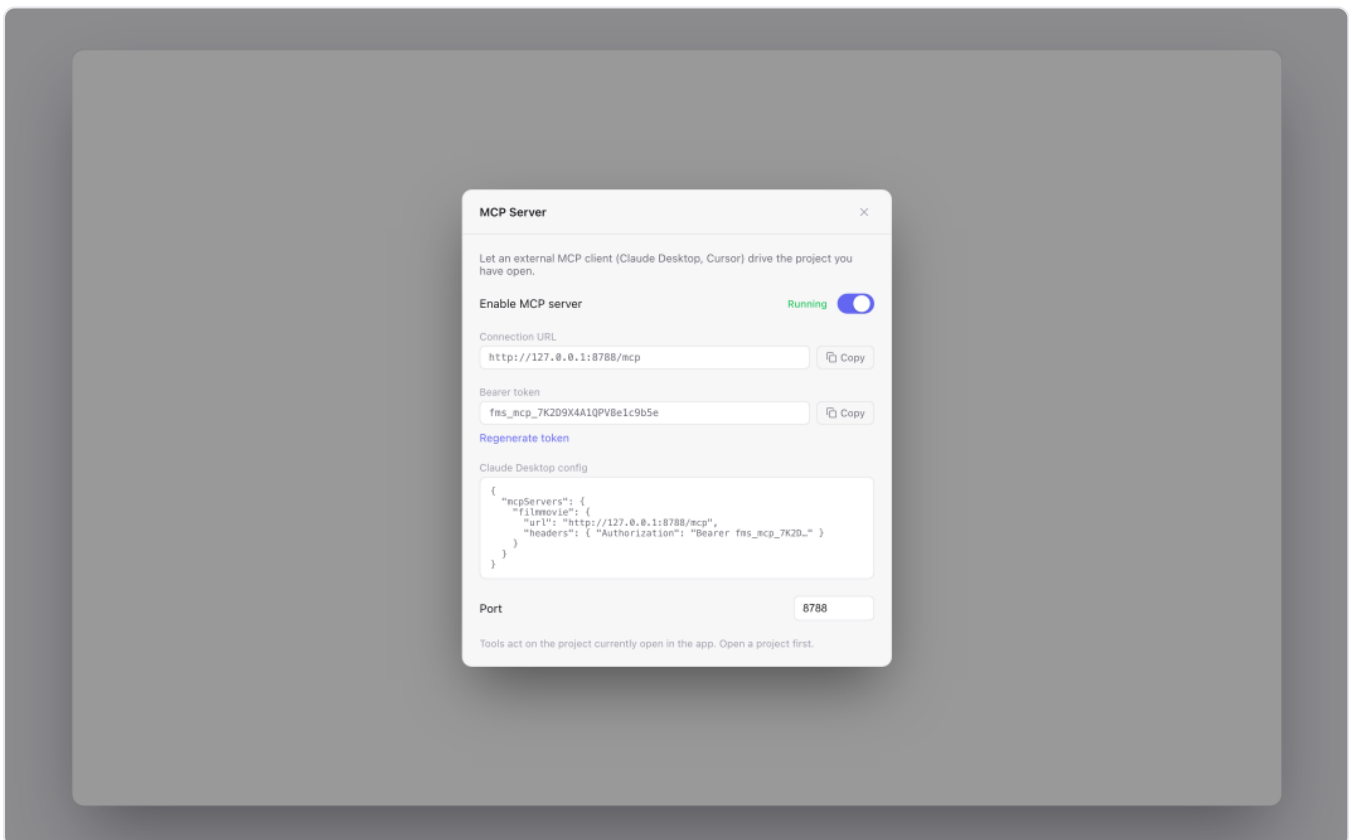 MCP Server
Let an external MCP client (Claude Desktop, Cursor) drive the project you
have open.
Enable MCP server
Running
Connection URL
http://127.0.0.1:8788/mcp
Copy
Bearer token
fms_mcp_7K2D9X4A1QPV8e1c9b5e
Copy
Regenerate token
Claude Desktop config
{
  "mcpServers": {
    "filmmovie": {
      "url": "http://127.0.0.1:8788/mcp",
      "headers": { "Authorization": "Bearer fms_mcp_7K2D…" }
    }
  }
}
Port
8788
Tools act on the project currently open in the app. Open a project first.